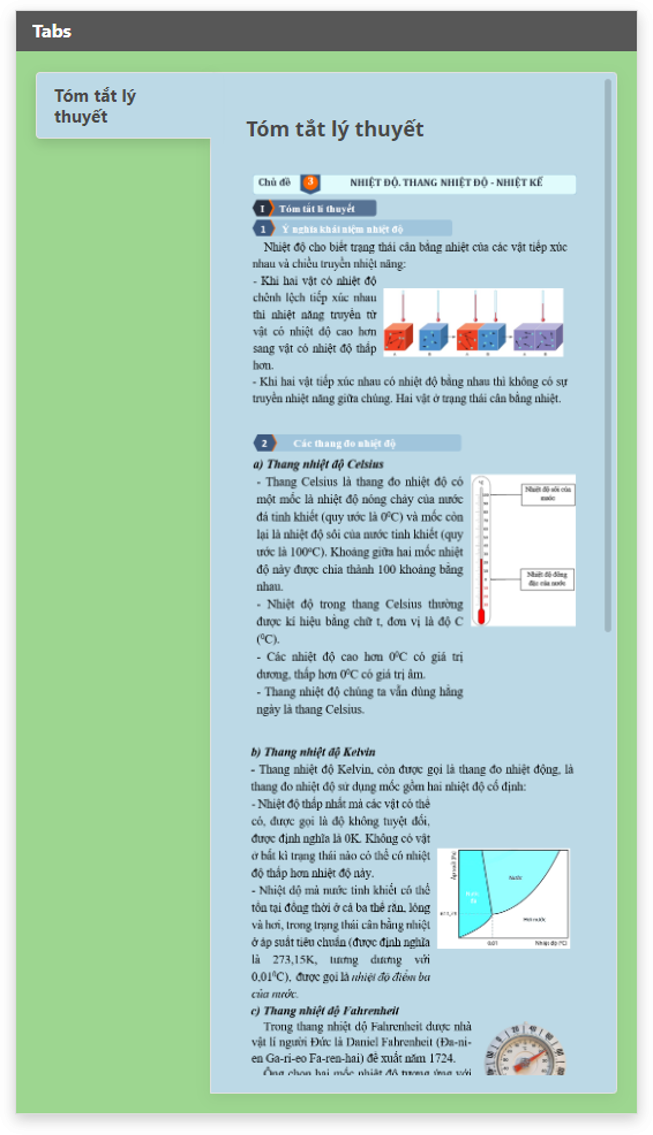 Tabs
Tóm tắt lý
thuyết
Tóm tắt lý thuyết
Chủ đề 3 NHIỆT ĐỘ. THANG NHIỆT ĐỘ - NHIỆT KẾ
I Tóm tắt lí thuyết
1 Ý nghĩa khái niệm nhiệt độ
Nhiệt độ cho biết trạng thái cân bằng nhiệt của các vật tiếp xúc
nhau và chiều truyền nhiệt năng:
- Khi hai vật có nhiệt độ
chênh lệch tiếp xúc nhau
thì nhiệt năng truyền từ
vật có nhiệt độ cao hơn
sang vật có nhiệt độ thấp
hơn.
- Khi hai vật tiếp xúc nhau có nhiệt độ bằng nhau thì không có sự
truyền nhiệt năng giữa chúng. Hai vật ở trạng thái cân bằng nhiệt.
2 Các thang đo nhiệt độ
a) Thang nhiệt độ Celsius
- Thang Celsius là thang đo nhiệt độ có
một mốc là nhiệt độ nóng chảy của nước
đá tinh khiết (quy ước là 0⁰C) và mốc còn
lại là nhiệt độ sôi của nước tinh khiết (quy
ước là 100⁰C). Khoảng giữa hai mốc nhiệt
độ này được chia thành 100 khoảng bằng
nhau.
- Nhiệt độ trong thang Celsius thường
được kí hiệu bằng chữ t, đơn vị là độ C
(⁰C).
- Các nhiệt độ cao hơn 0⁰C có giá trị
dương, thấp hơn 0⁰C có giá trị âm.
- Thang nhiệt độ chúng ta vẫn dùng hằng
ngày là thang Celsius.
Nhiệt độ sôi của
nước
Nhiệt độ đông
đặc của nước
b) Thang nhiệt độ Kelvin
- Thang nhiệt độ Kelvin, còn được gọi là thang đo nhiệt động, là
thang đo nhiệt độ sử dụng mốc gồm hai nhiệt độ cố định:
- Nhiệt độ thấp nhất mà các vật có thể
có, được gọi là độ không tuyệt đối,
được định nghĩa là 0K. Không có vật
ở bất kì trạng thái nào có thể có nhiệt
độ thấp hơn nhiệt độ này.
- Nhiệt độ mà nước tinh khiết có thể
tồn tại đồng thời ở cả ba thể rắn, lỏng
và hơi, trong trạng thái cân bằng nhiệt
ở áp suất tiêu chuẩn (được định nghĩa
là 273,15K, tương đương với
0,01⁰C), được gọi là nhiệt độ điểm ba
của nước.
Nước
Hơi nước
0,01
Nhiệt độ (⁰C)
c) Thang nhiệt độ Fahrenheit
Trong thang nhiệt độ Fahrenheit được nhà
vật lí người Đức là Daniel Fahrenheit (Đa-ni-
en Ga-ri-eo Fa-ren-hai) đề xuất năm 1724.
Ông chọn hai mốc nhiệt độ tương ứng với